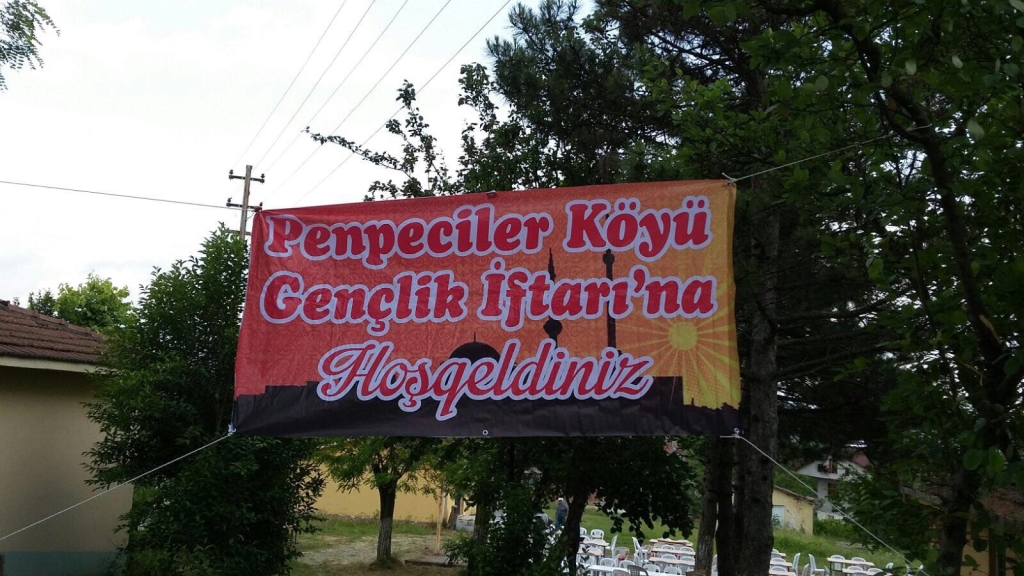 Penpeciler Köyü
Gençlik İftarı'na
Hoşgeldiniz